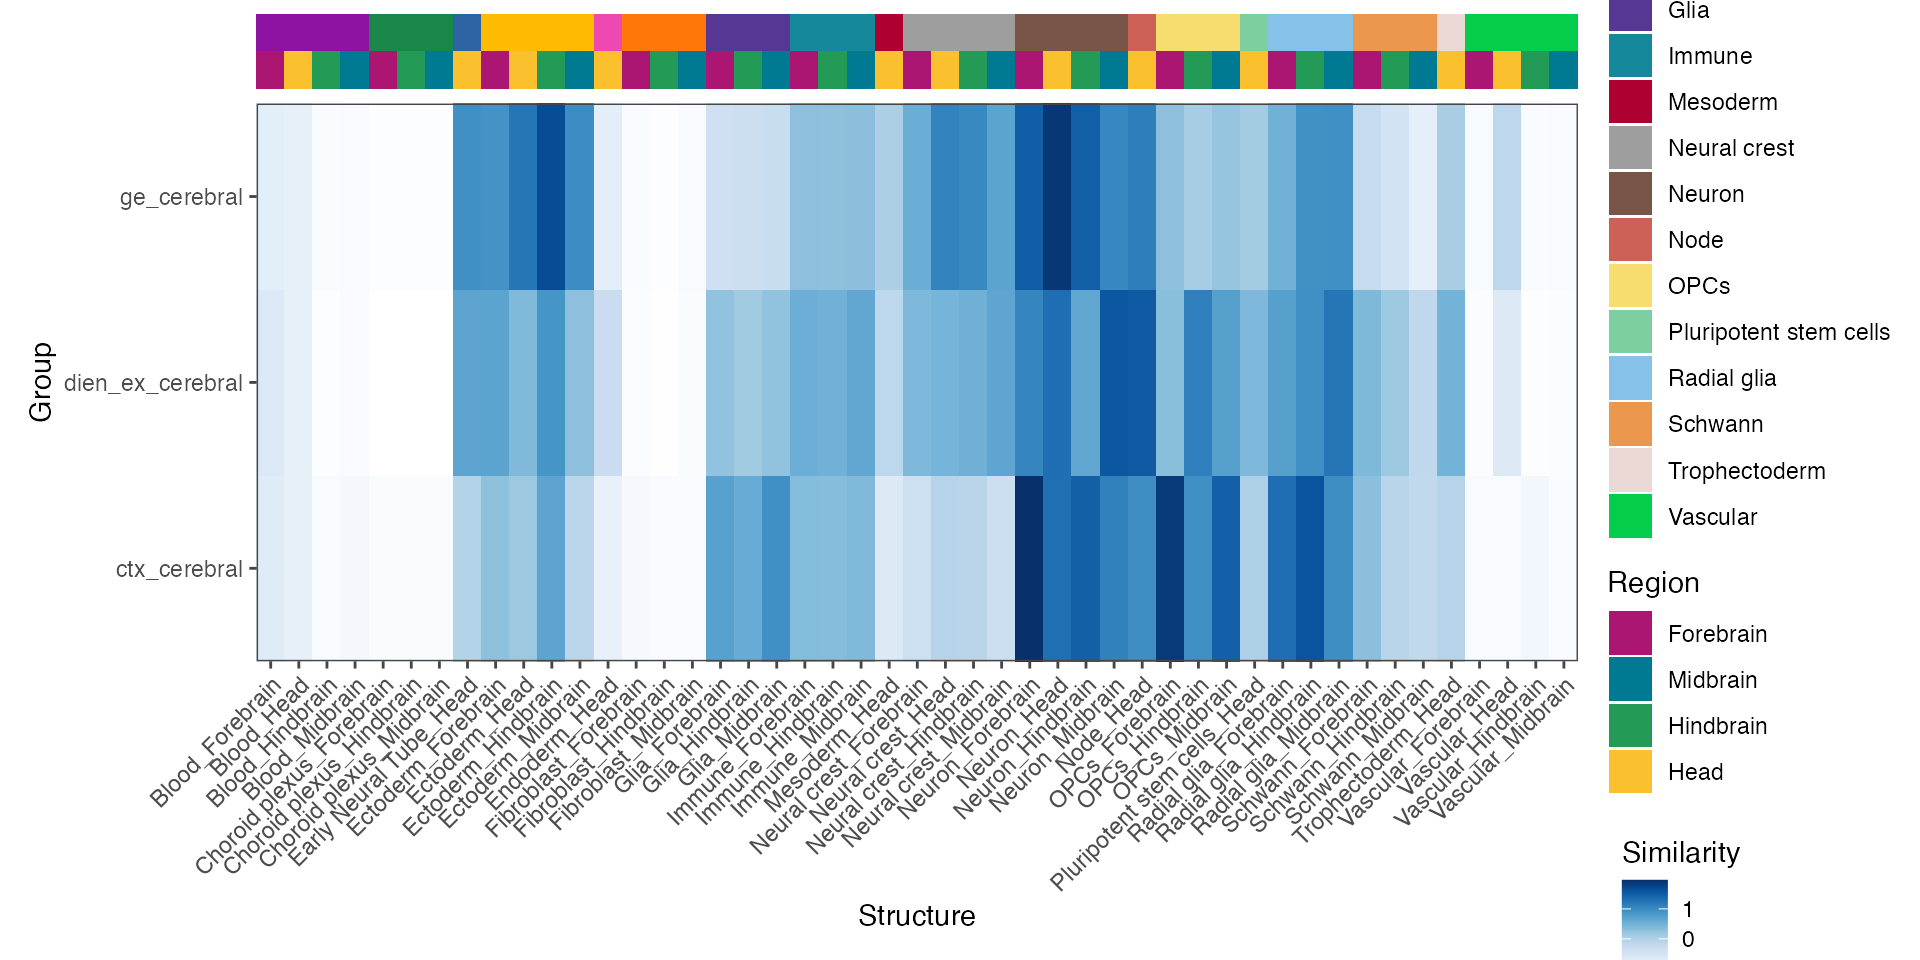 Group
ge_cerebral
dien_ex_cerebral
ctx_cerebral
Blood_Forebrain
Blood_Head
Blood_Hindbrain
Blood_Midbrain
Choroid plexus_Forebrain
Choroid plexus_Hindbrain
Choroid plexus_Midbrain
Early Neural Tube_Head
Ectoderm_Forebrain
Ectoderm_Head
Ectoderm_Hindbrain
Ectoderm_Midbrain
Endoderm_Head
Fibroblast_Forebrain
Fibroblast_Hindbrain
Fibroblast_Midbrain
Glia_Forebrain
Glia_Hindbrain
Glia_Midbrain
Immune_Forebrain
Immune_Hindbrain
Immune_Midbrain
Mesoderm_Head
Neural crest_Forebrain
Neural crest_Head
Neural crest_Hindbrain
Neural crest_Midbrain
Neuron_Forebrain
Neuron_Head
Neuron_Hindbrain
Neuron_Midbrain
Node_Head
OPCs_Forebrain
OPCs_Hindbrain
OPCs_Midbrain
Pluripotent stem cells_Head
Radial glia_Forebrain
Radial glia_Hindbrain
Radial glia_Midbrain
Schwann_Forebrain
Schwann_Hindbrain
Schwann_Midbrain
Trophectoderm_Head
Vascular_Forebrain
Vascular_Head
Vascular_Hindbrain
Vascular_Midbrain
Structure
Glia
Immune
Mesoderm
Neural crest
Neuron
Node
OPCs
Pluripotent stem cells
Radial glia
Schwann
Trophectoderm
Vascular
Region
Forebrain
Midbrain
Hindbrain
Head
Similarity
1
0